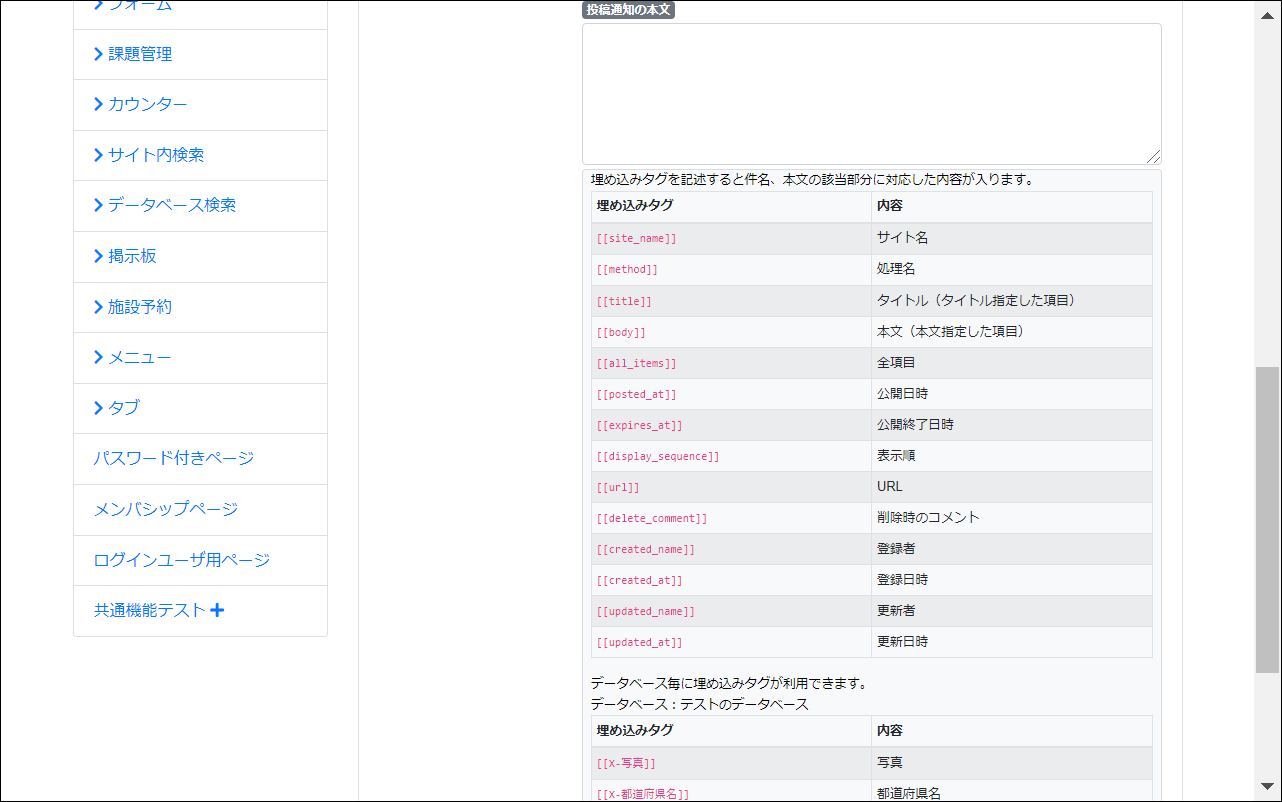 フォーム
課題管理
カウンター
サイト内検索
データベース検索
掲示板
施設予約
メニュー
タブ
パスワード付きページ
メンバシップページ
ログインユーザ用ページ
共通機能テスト
投稿通知の本文
埋め込みタグを記述すると件名、本文の該当部分に対応した内容が入ります。
埋め込みタグ 内容
[[site_name]] サイト名
[[method]] 処理名
[[title]] タイトル（タイトル指定した項目）
[[body]] 本文（本文指定した項目）
[[all_items]] 全項目
[[posted_at]] 公開日時
[[expires_at]] 公開終了日時
[[display_sequence]] 表示順
[[url]] URL
[[delete_comment]] 削除時のコメント
[[created_name]] 登録者
[[created_at]] 登録日時
[[updated_name]] 更新者
[[updated_at]] 更新日時
データベース毎に埋め込みタグが利用できます。
データベース：テストのデータベース
埋め込みタグ 内容
[[X-写真]] 写真
[[X-都道府県名]] 都道府県名